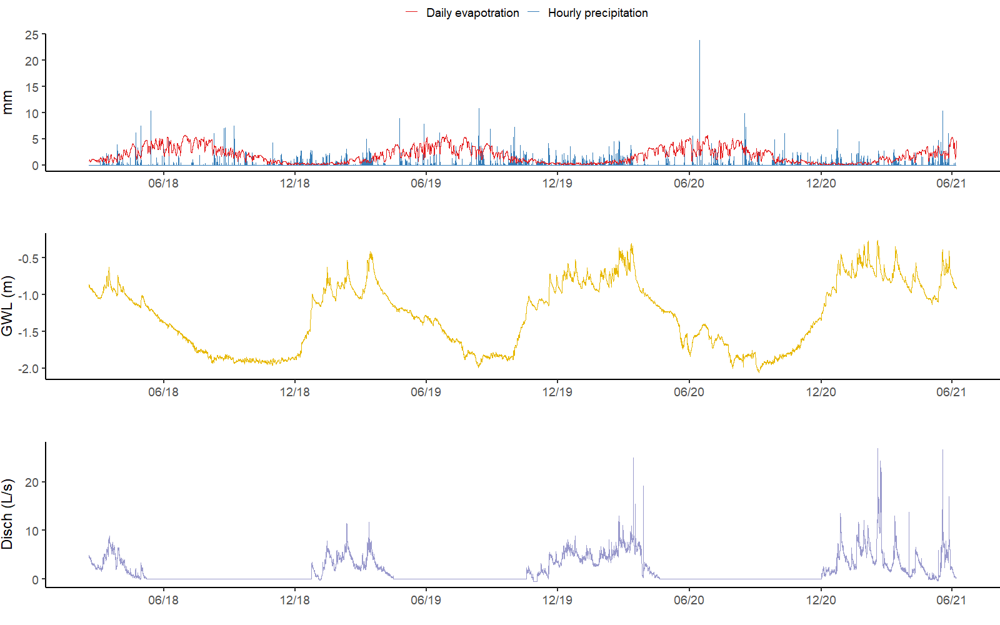 Daily evapotration Hourly precipitation
mm
25
20
15
10
5
0
06/18 12/18 06/19 12/19 06/20 12/20 06/21
GWL (m)
-0.5
-1.0
-1.5
-2.0
06/18 12/18 06/19 12/19 06/20 12/20 06/21
Disch (L/s)
20
10
0
06/18 12/18 06/19 12/19 06/20 12/20 06/21